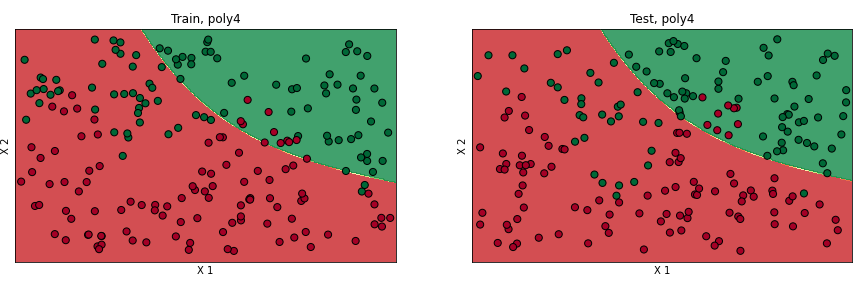 Train, poly4
Test, poly4
X 2
X 1
X 2
X 1